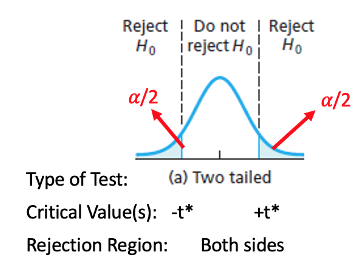 Reject Do not Reject
H₀ reject H₀ H₀
α/2 α/2
Type of Test: (a) Two tailed
Critical Value(s): -t* +t*
Rejection Region: Both sides